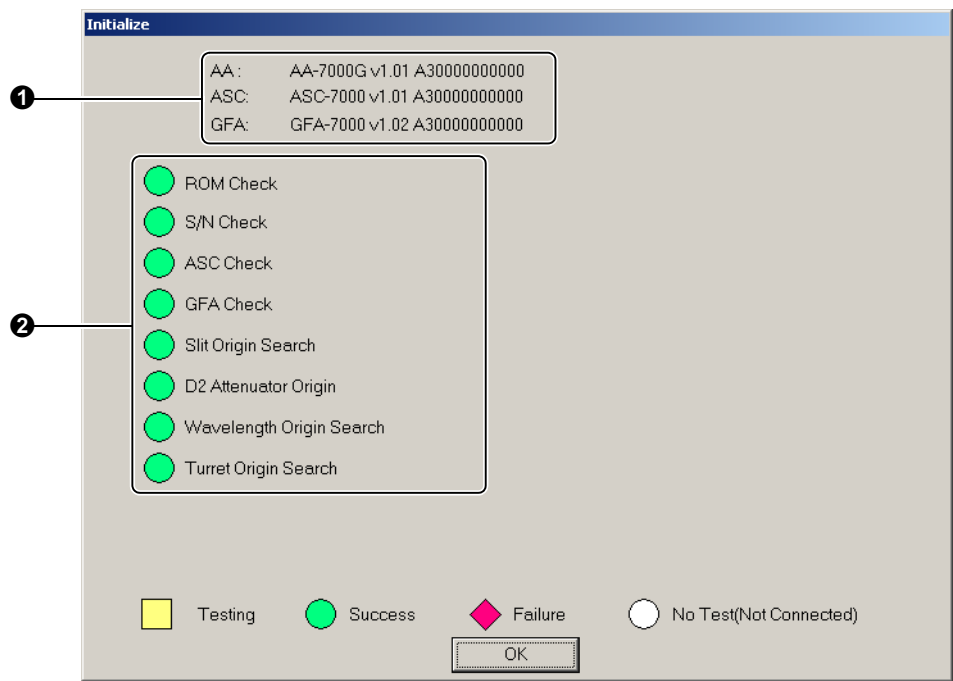 Initialize
AA : AA-7000G v1.01 A30000000000
❶
ASC: ASC-7000 v1.01 A30000000000
GFA: GFA-7000 v1.02 A30000000000
ROM Check
S/N Check
ASC Check
GFA Check
❷
Slit Origin Search
D2 Attenuator Origin
Wavelength Origin Search
Turret Origin Search
Testing Success Failure No Test(Not Connected)
OK